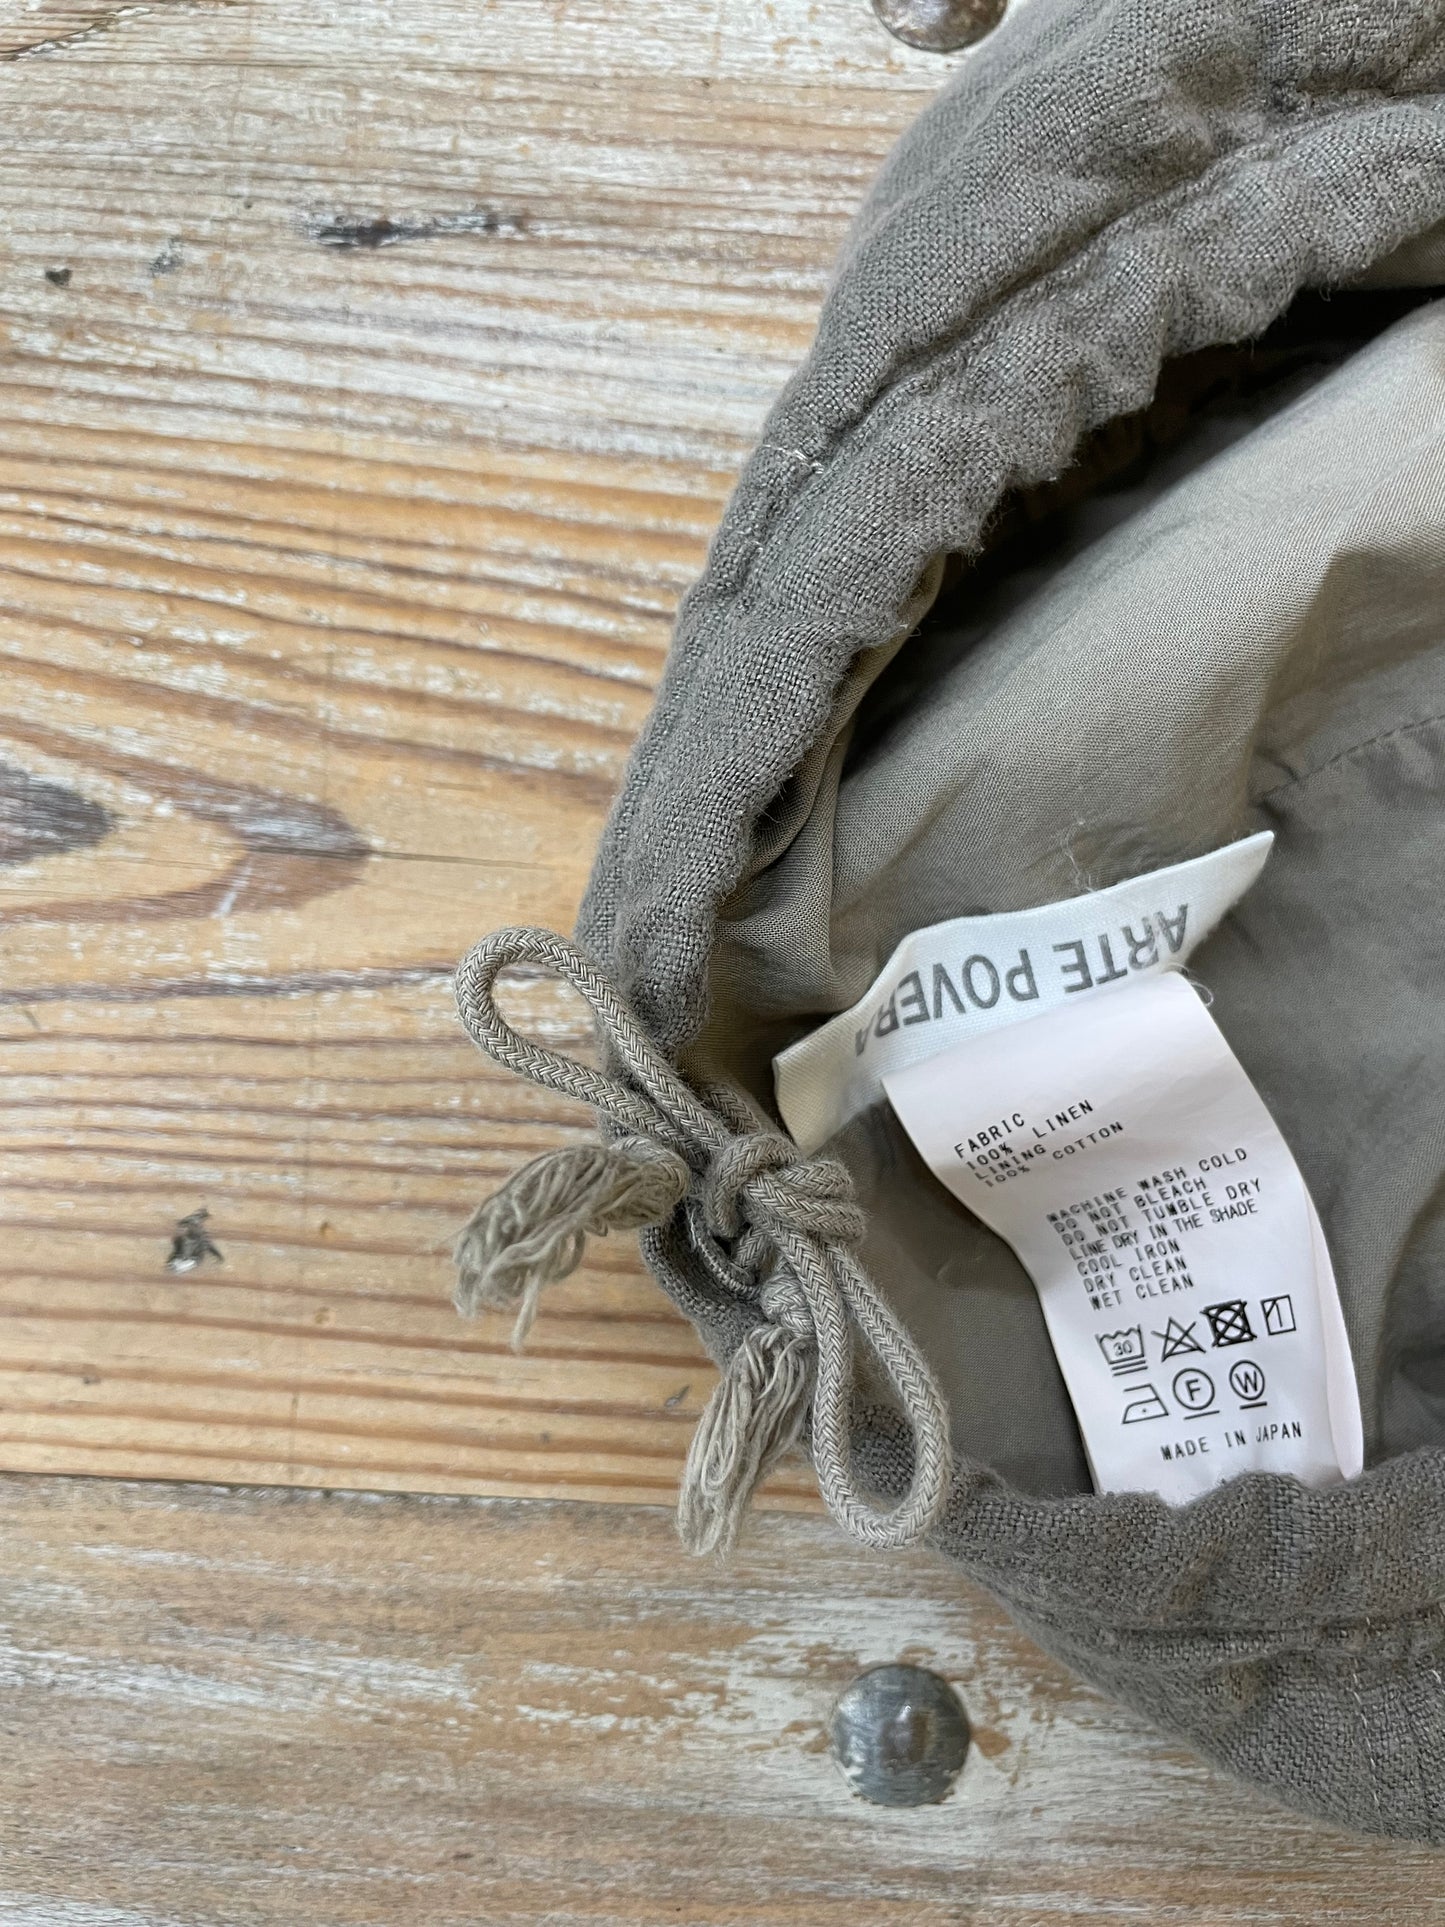 ARTE POVERA
FABRIC
100% LINEN
LINING
100% COTTON
MACHINE WASH COLD
DO NOT BLEACH
DO NOT TUMBLE DRY
LINE DRY IN THE SHADE
COOL IRON
DRY CLEAN
WET CLEAN
30
F W
MADE IN JAPAN